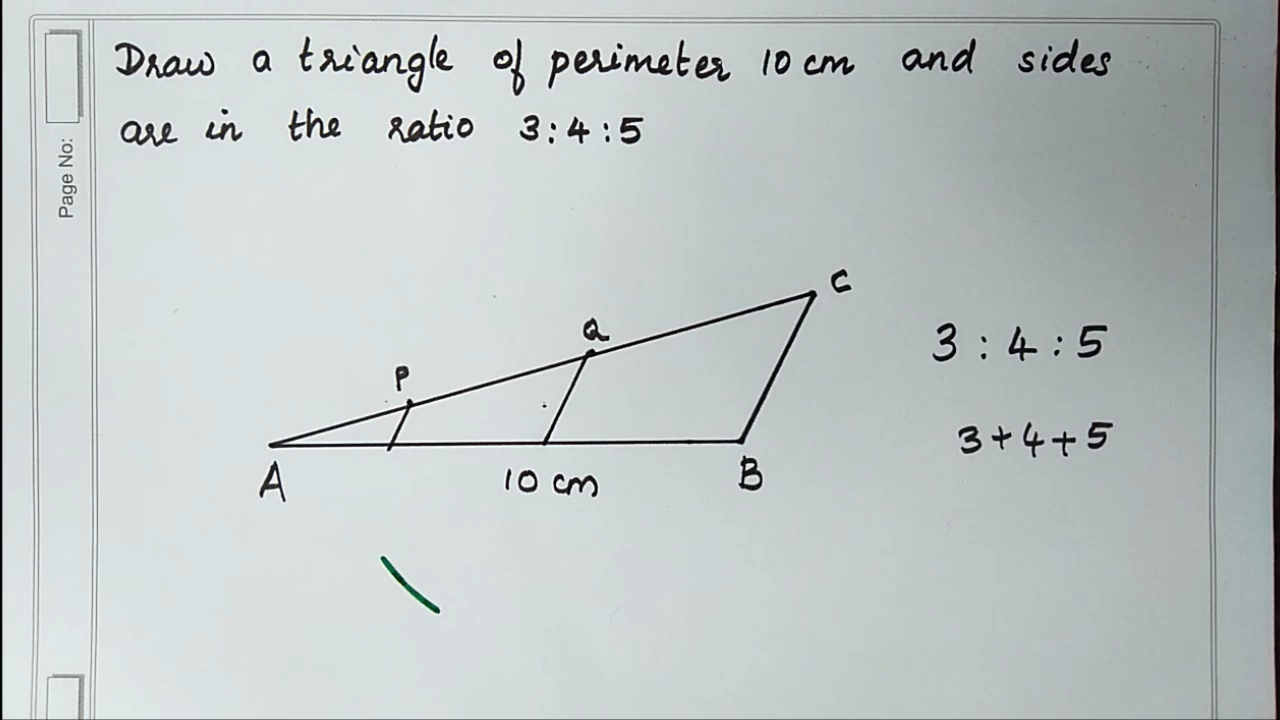 Draw a triangle of perimeter 10 cm and sides
are in the ratio 3:4:5
Page No:
C
Q
P
3 : 4 : 5
3+4+5
A
10 cm
B